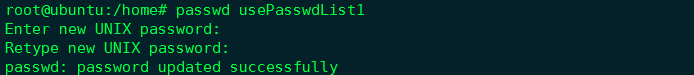 root@ubuntu:/home# passwd usePasswdList1
Enter new UNIX password:
Retype new UNIX password:
passwd: password updated successfully